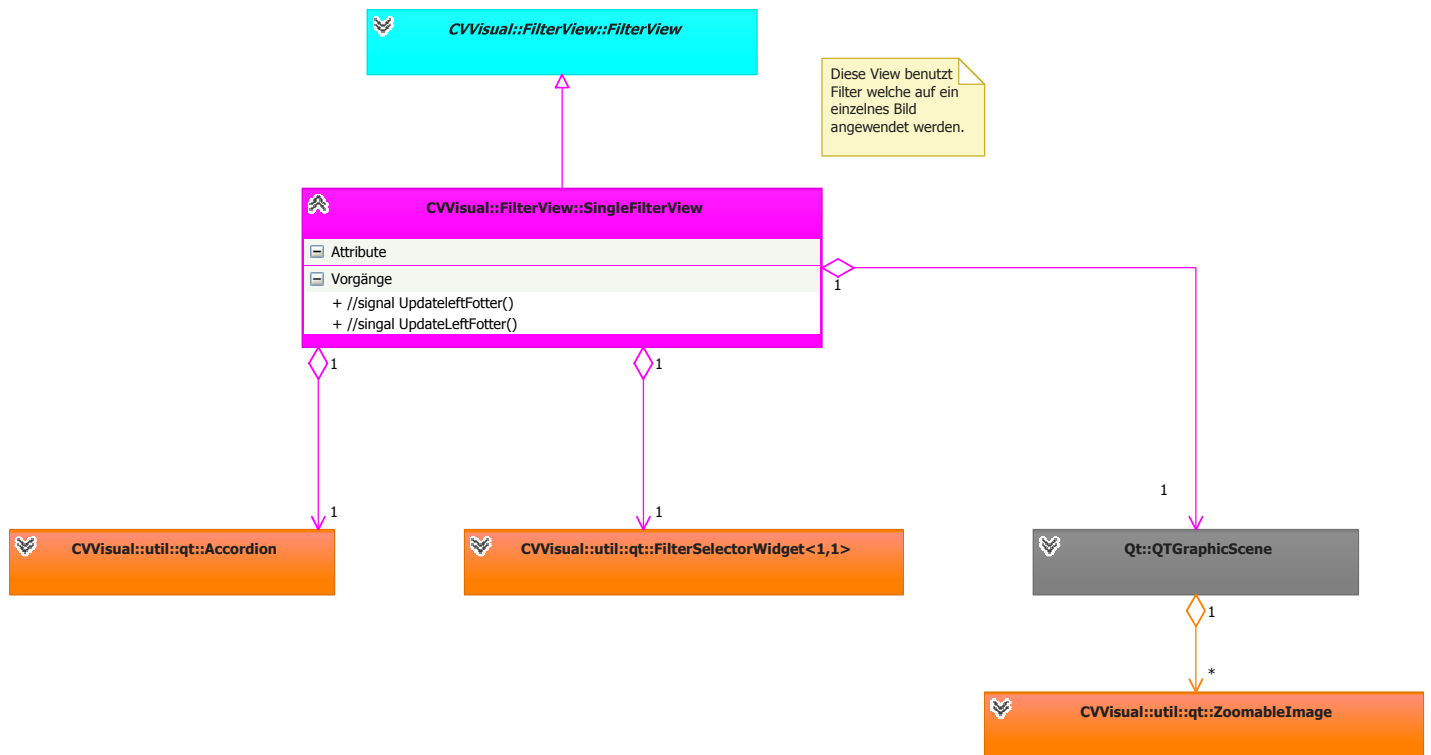 CVVisual::FilterView::FilterView
Diese View benutzt
Filter welche auf ein
einzelnes Bild
angewendet werden.
CVVisual::FilterView::SingleFilterView
Attribute
Vorgänge
+ //signal UpdateleftFotter()
+ //singal UpdateLeftFotter()
1
1
1
1
1
1
CVVisual::util::qt::Accordion
CVVisual::util::qt::FilterSelectorWidget<1,1>
Qt::QTGraphicScene
1
*
CVVisual::util::qt::ZoomableImage